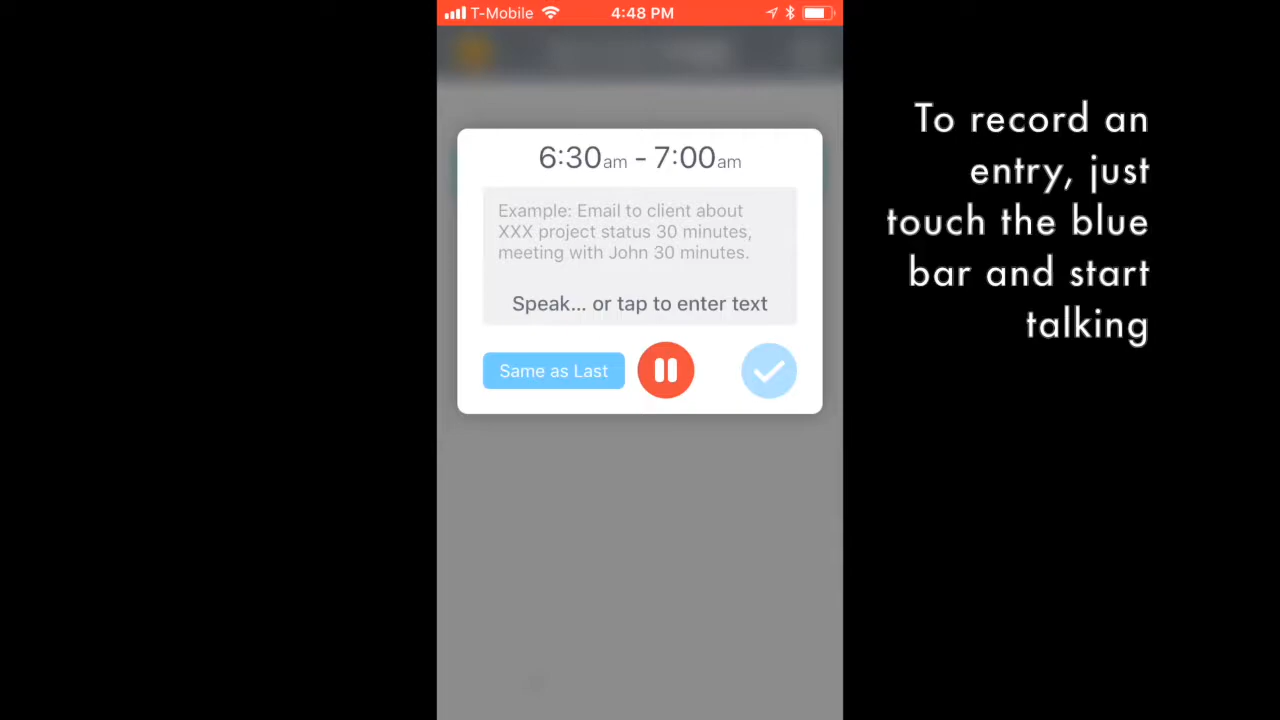 T-Mobile 4:48 PM
6:30am - 7:00am
Example: Email to client about
XXX project status 30 minutes,
meeting with John 30 minutes.
Speak... or tap to enter text
Same as Last
To record an
entry, just
touch the blue
bar and start
talking